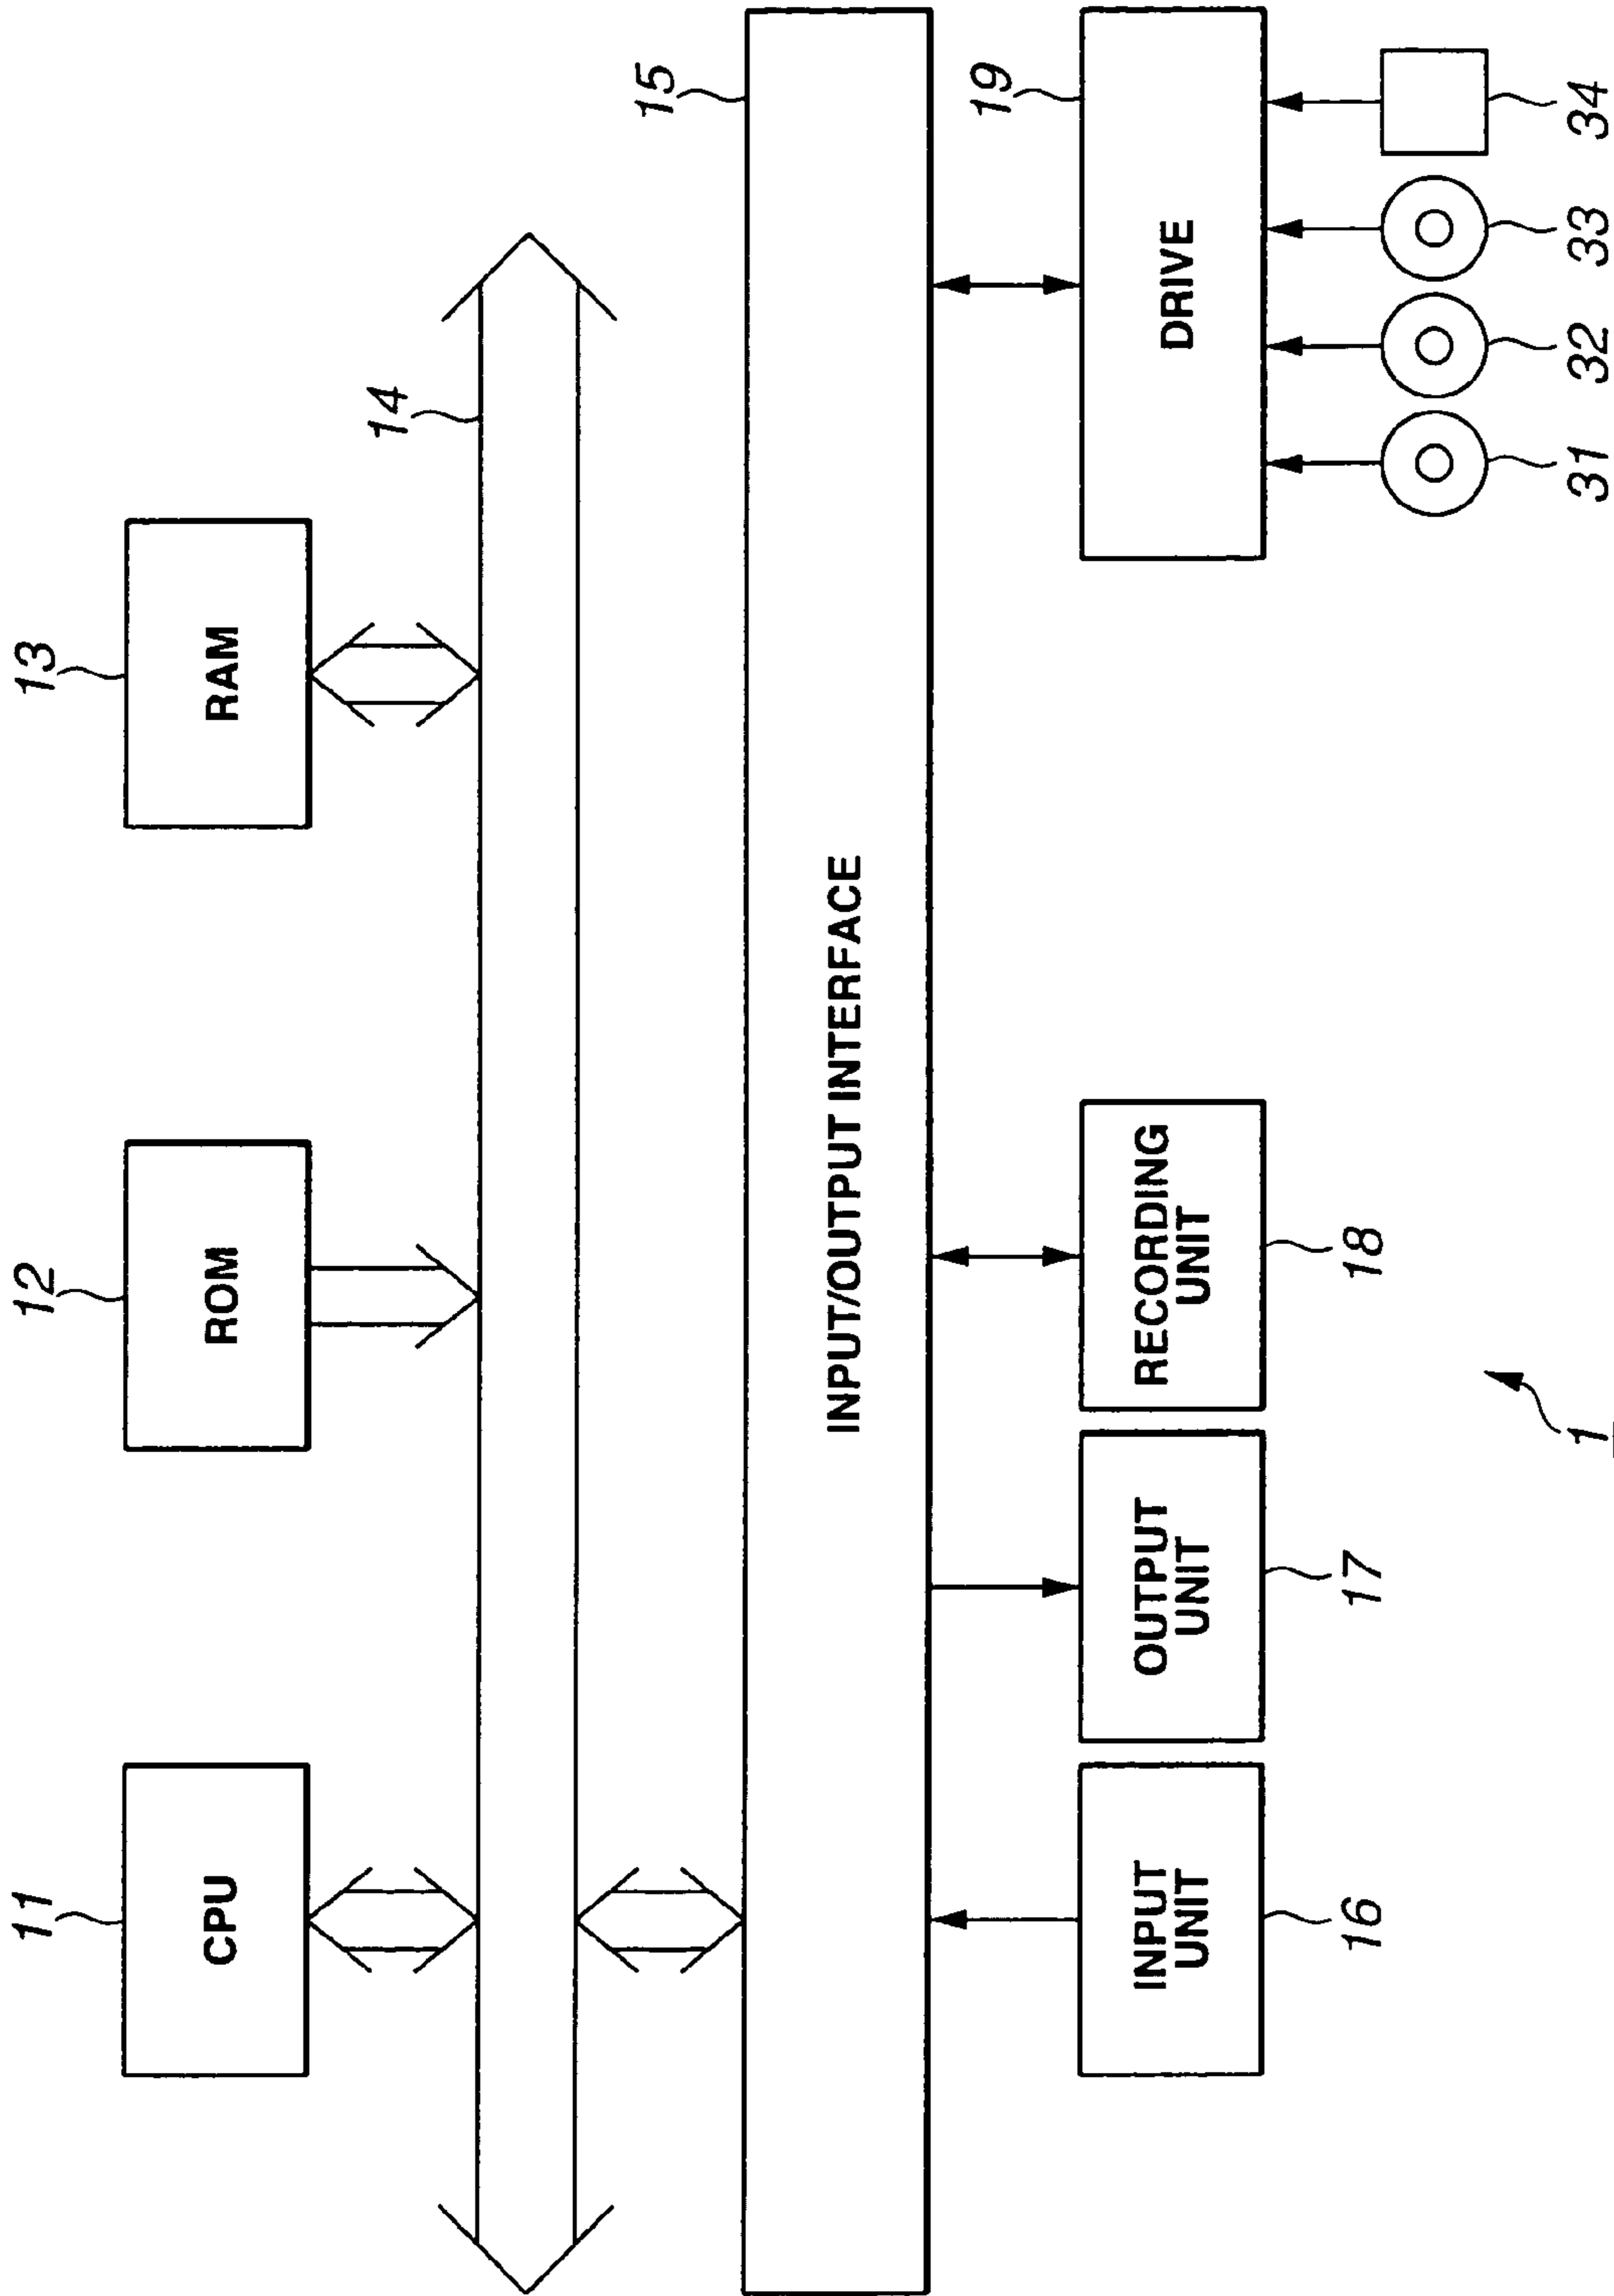 11
12
13
CPU
ROM
RAM
14
15
INPUT/OUTPUT INTERFACE
19
INPUT
UNIT
OUTPUT
UNIT
RECORDING
UNIT
DRIVE
16
17
18
31
32
33
34
1